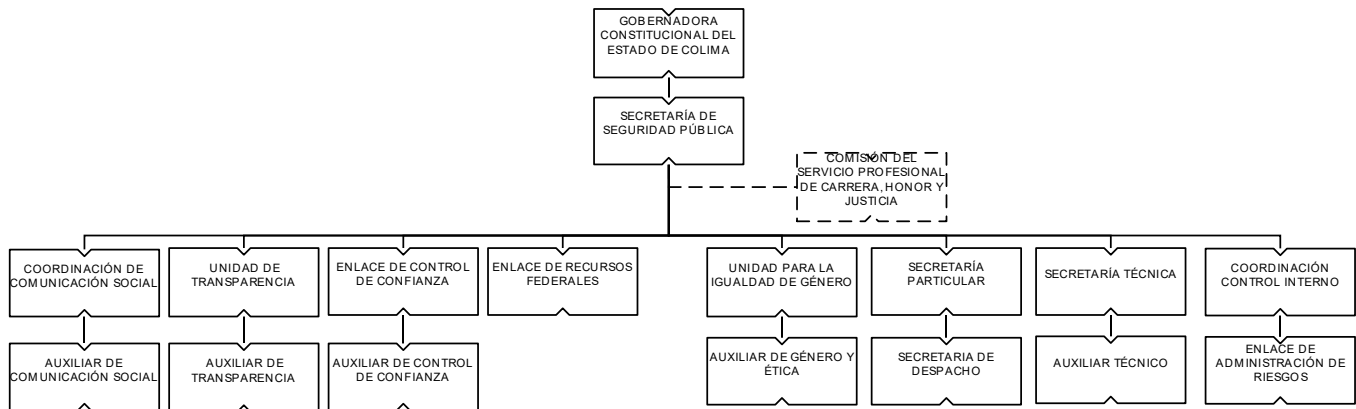 GOBERNADORA
CONSTITUCIONAL DEL
ESTADO DE COLIMA
SECRETARÍA DE
SEGURIDAD PÚBLICA
COMISIÓN DEL
SERVICIO PROFESIONAL
DE CARRERA, HONOR Y
JUSTICIA
COORDINACIÓN DE
COMUNICACIÓN SOCIAL
UNIDAD DE
TRANSPARENCIA
ENLACE DE CONTROL
DE CONFIANZA
ENLACE DE RECURSOS
FEDERALES
UNIDAD PARA LA
IGUALDAD DE GÉNERO
SECRETARÍA
PARTICULAR
SECRETARÍA TÉCNICA
COORDINACIÓN
CONTROL INTERNO
AUXILIAR DE
COMUNICACIÓN SOCIAL
AUXILIAR DE
TRANSPARENCIA
AUXILIAR DE CONTROL
DE CONFIANZA
AUXILIAR DE GÉNERO Y
ÉTICA
SECRETARIA DE
DESPACHO
AUXILIAR TÉCNICO
ENLACE DE
ADMINISTRACIÓN DE
RIESGOS